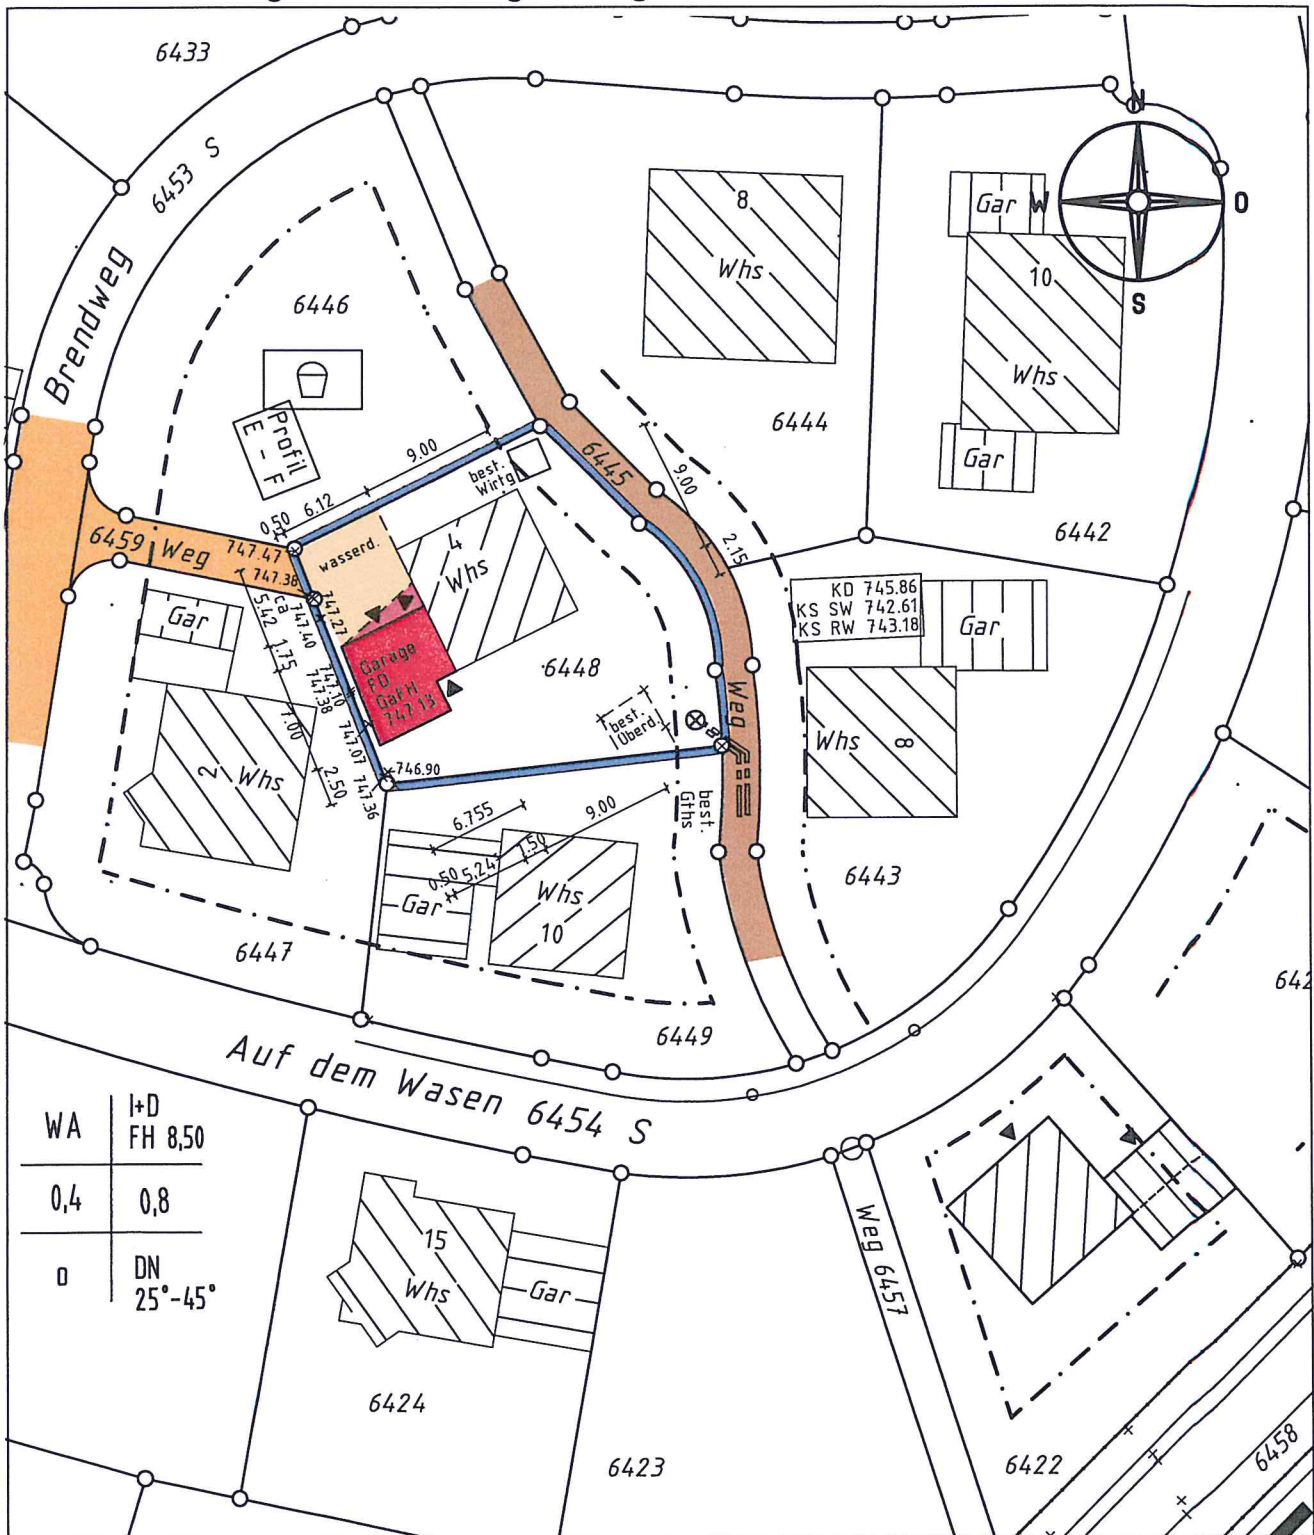 6433
6453 S
Brendweg
N
W
O
S
8
Whs
Gar
10
Whs
Gar
6446
6444
6442
Profil
E - F
9.00
6.12
0.50
best.
Wirtg.
6445
9.00
2.15
6459 Weg
747.47
747.38
wasserd.
4
Whs
KD 745.86
KS SW 742.61
KS RW 743.18
Gar
Gar
ca
5.42
1.75
7.00
2.50
747.27
747.40
747.10
747.38
747.07
747.36
746.90
Garage
FD
GaFH
747.13
6448
best.
Überd.
Weg
Whs
8
2
Whs
6.755
9.00
best.
Gths
1.50
0.50
5.24
Gar
Whs
10
6443
6447
6449
Auf dem Wasen 6454 S
WA
I+D
FH 8,50
0,4
0,8
o
DN
25°-45°
15
Whs
Gar
Weg 6457
6424
6423
6422
6458